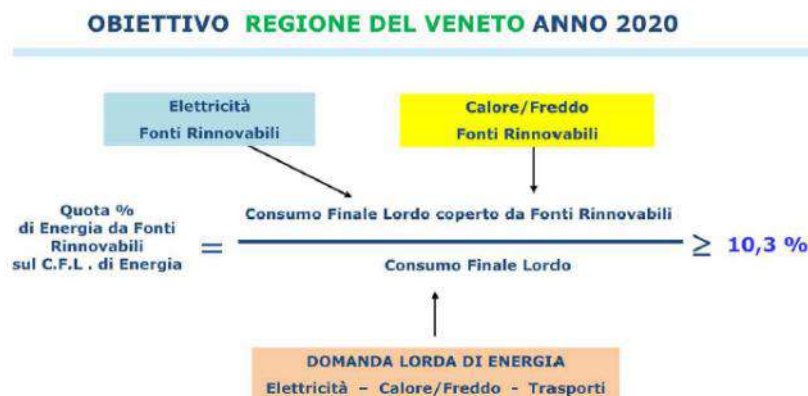 OBIETTIVO REGIONE DEL VENETO ANNO 2020
Elettricità
Fonti Rinnovabili
Calore/Freddo
Fonti Rinnovabili
Quota %
di Energia da Fonti
Rinnovabili
sul C.F.L . di Energia
=
Consumo Finale Lordo coperto da Fonti Rinnovabili
Consumo Finale Lordo
≥ 10,3 %
DOMANDA LORDA DI ENERGIA
Elettricità – Calore/Freddo - Trasporti